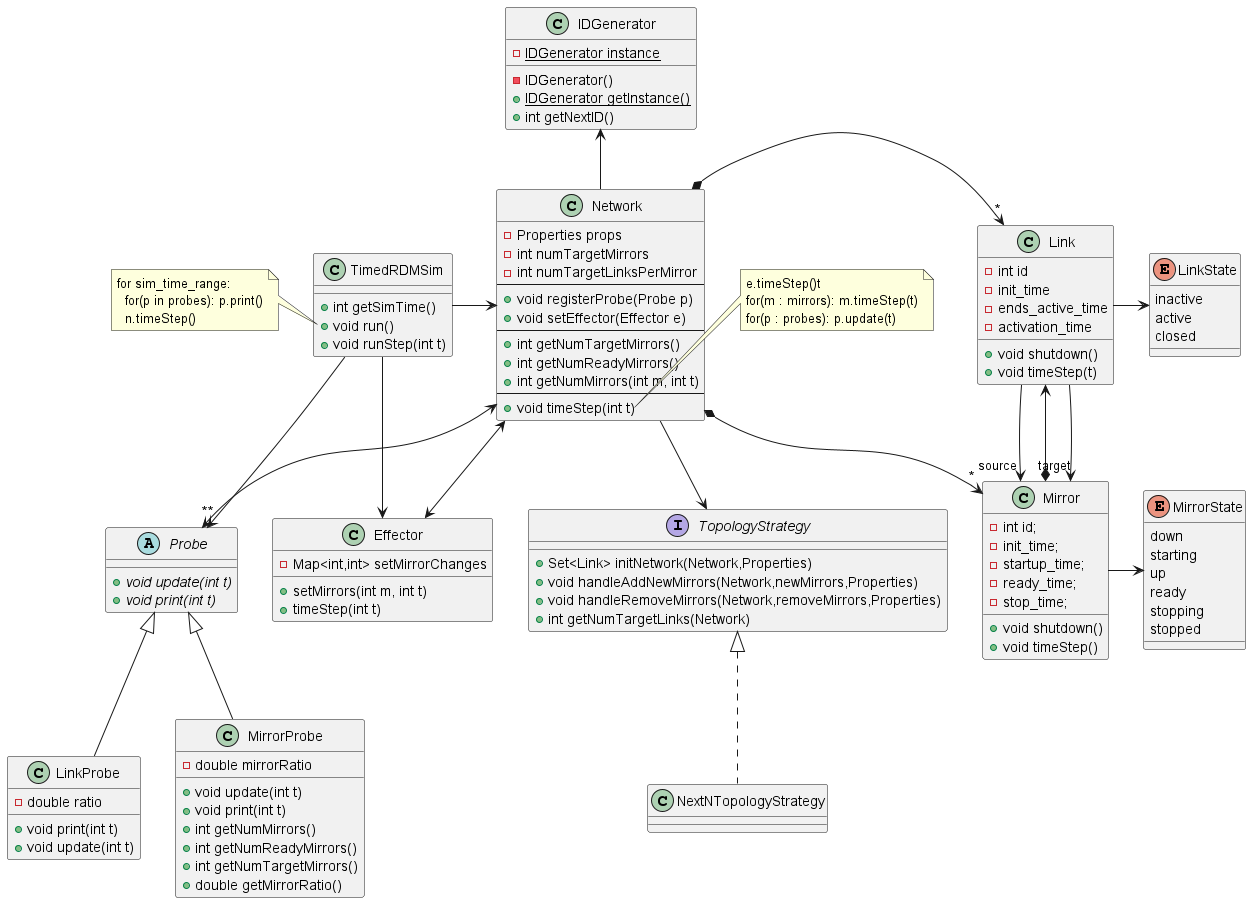 IDGenerator
IDGenerator instance
IDGenerator()
IDGenerator getInstance()
int getNextID()
Network
Properties props
int numTargetMirrors
int numTargetLinksPerMirror
void registerProbe(Probe p)
void setEffector(Effector e)
int getNumTargetMirrors()
int getNumReadyMirrors()
int getNumMirrors(int m, int t)
void timeStep(int t)
for sim_time_range:
for(p in probes): p.print()
n.timeStep()
TimedRDMSim
int getSimTime()
void run()
void runStep(int t)
e.timeStep()t
for(m : mirrors): m.timeStep(t)
for(p : probes): p.update(t)
*
Link
int id
init_time
ends_active_time
activation_time
void shutdown()
void timeStep(t)
LinkState
inactive
active
closed
source
target
*
**
Probe
void update(int t)
void print(int t)
Effector
Map<int,int> setMirrorChanges
setMirrors(int m, int t)
timeStep(int t)
TopologyStrategy
Set<Link> initNetwork(Network,Properties)
void handleAddNewMirrors(Network,newMirrors,Properties)
void handleRemoveMirrors(Network,removeMirrors,Properties)
int getNumTargetLinks(Network)
Mirror
int id;
init_time;
startup_time;
ready_time;
stop_time;
void shutdown()
void timeStep()
MirrorState
down
starting
up
ready
stopping
stopped
LinkProbe
double ratio
void print(int t)
void update(int t)
MirrorProbe
double mirrorRatio
void update(int t)
void print(int t)
int getNumMirrors()
int getNumReadyMirrors()
int getNumTargetMirrors()
double getMirrorRatio()
NextNTopologyStrategy